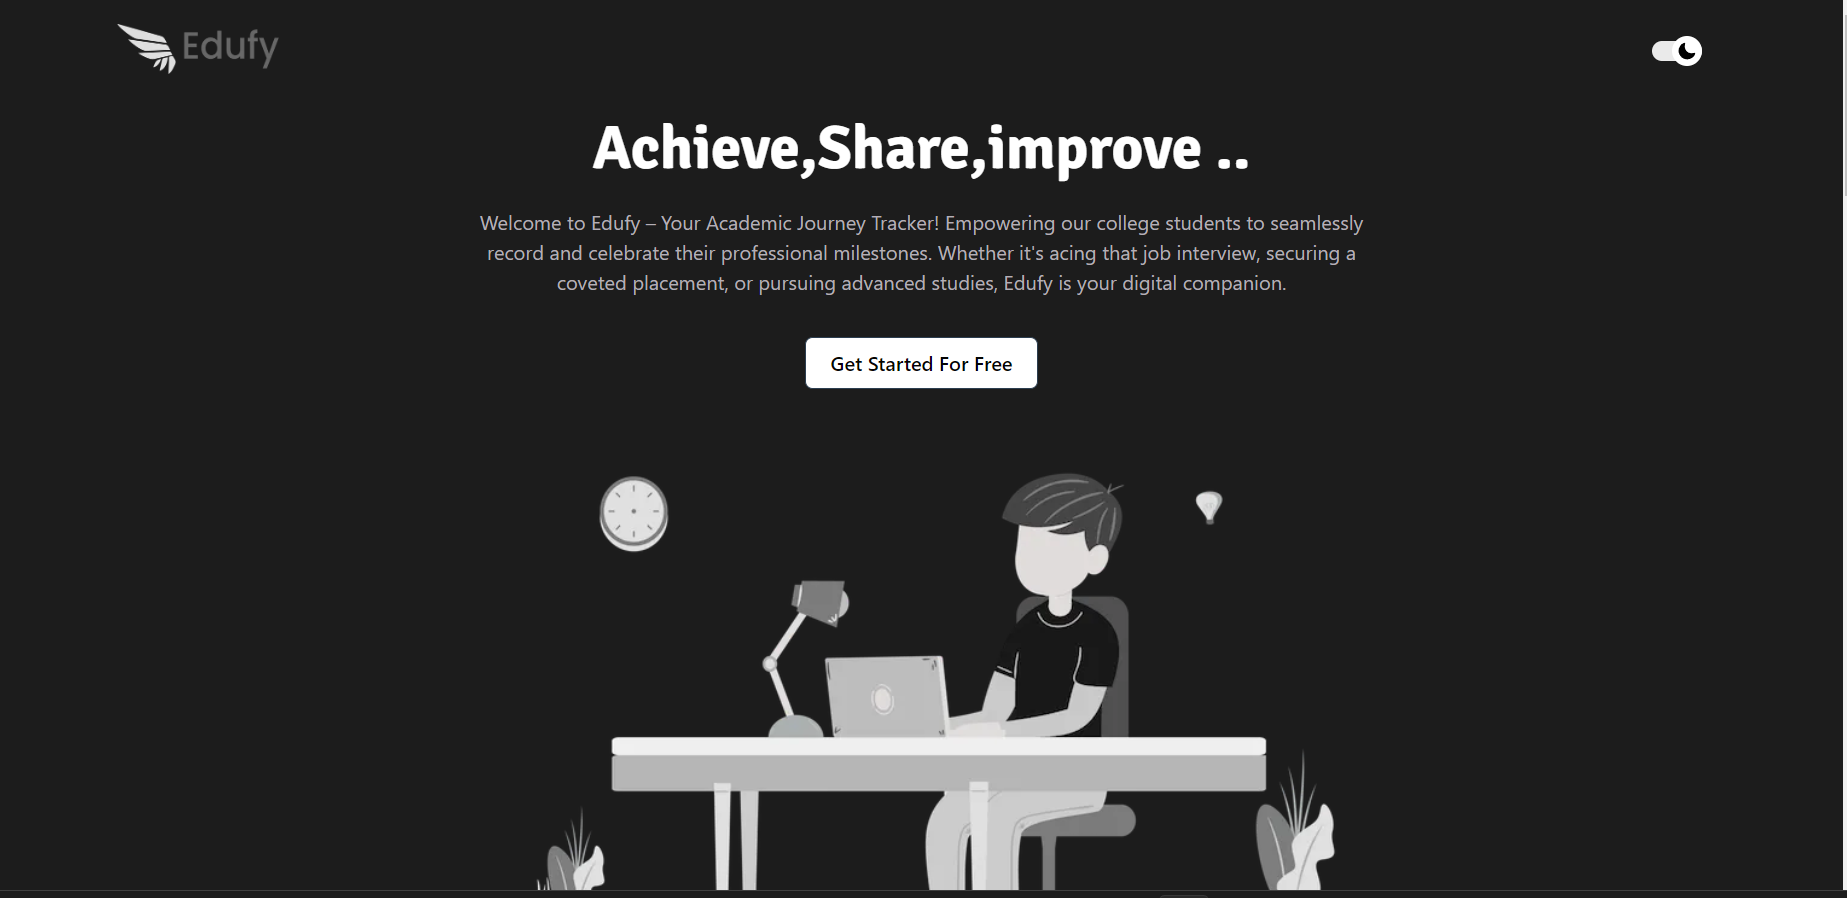 Edufy
Achieve,Share,improve ..
Welcome to Edufy – Your Academic Journey Tracker! Empowering our college students to seamlessly
record and celebrate their professional milestones. Whether it's acing that job interview, securing a
coveted placement, or pursuing advanced studies, Edufy is your digital companion.
Get Started For Free